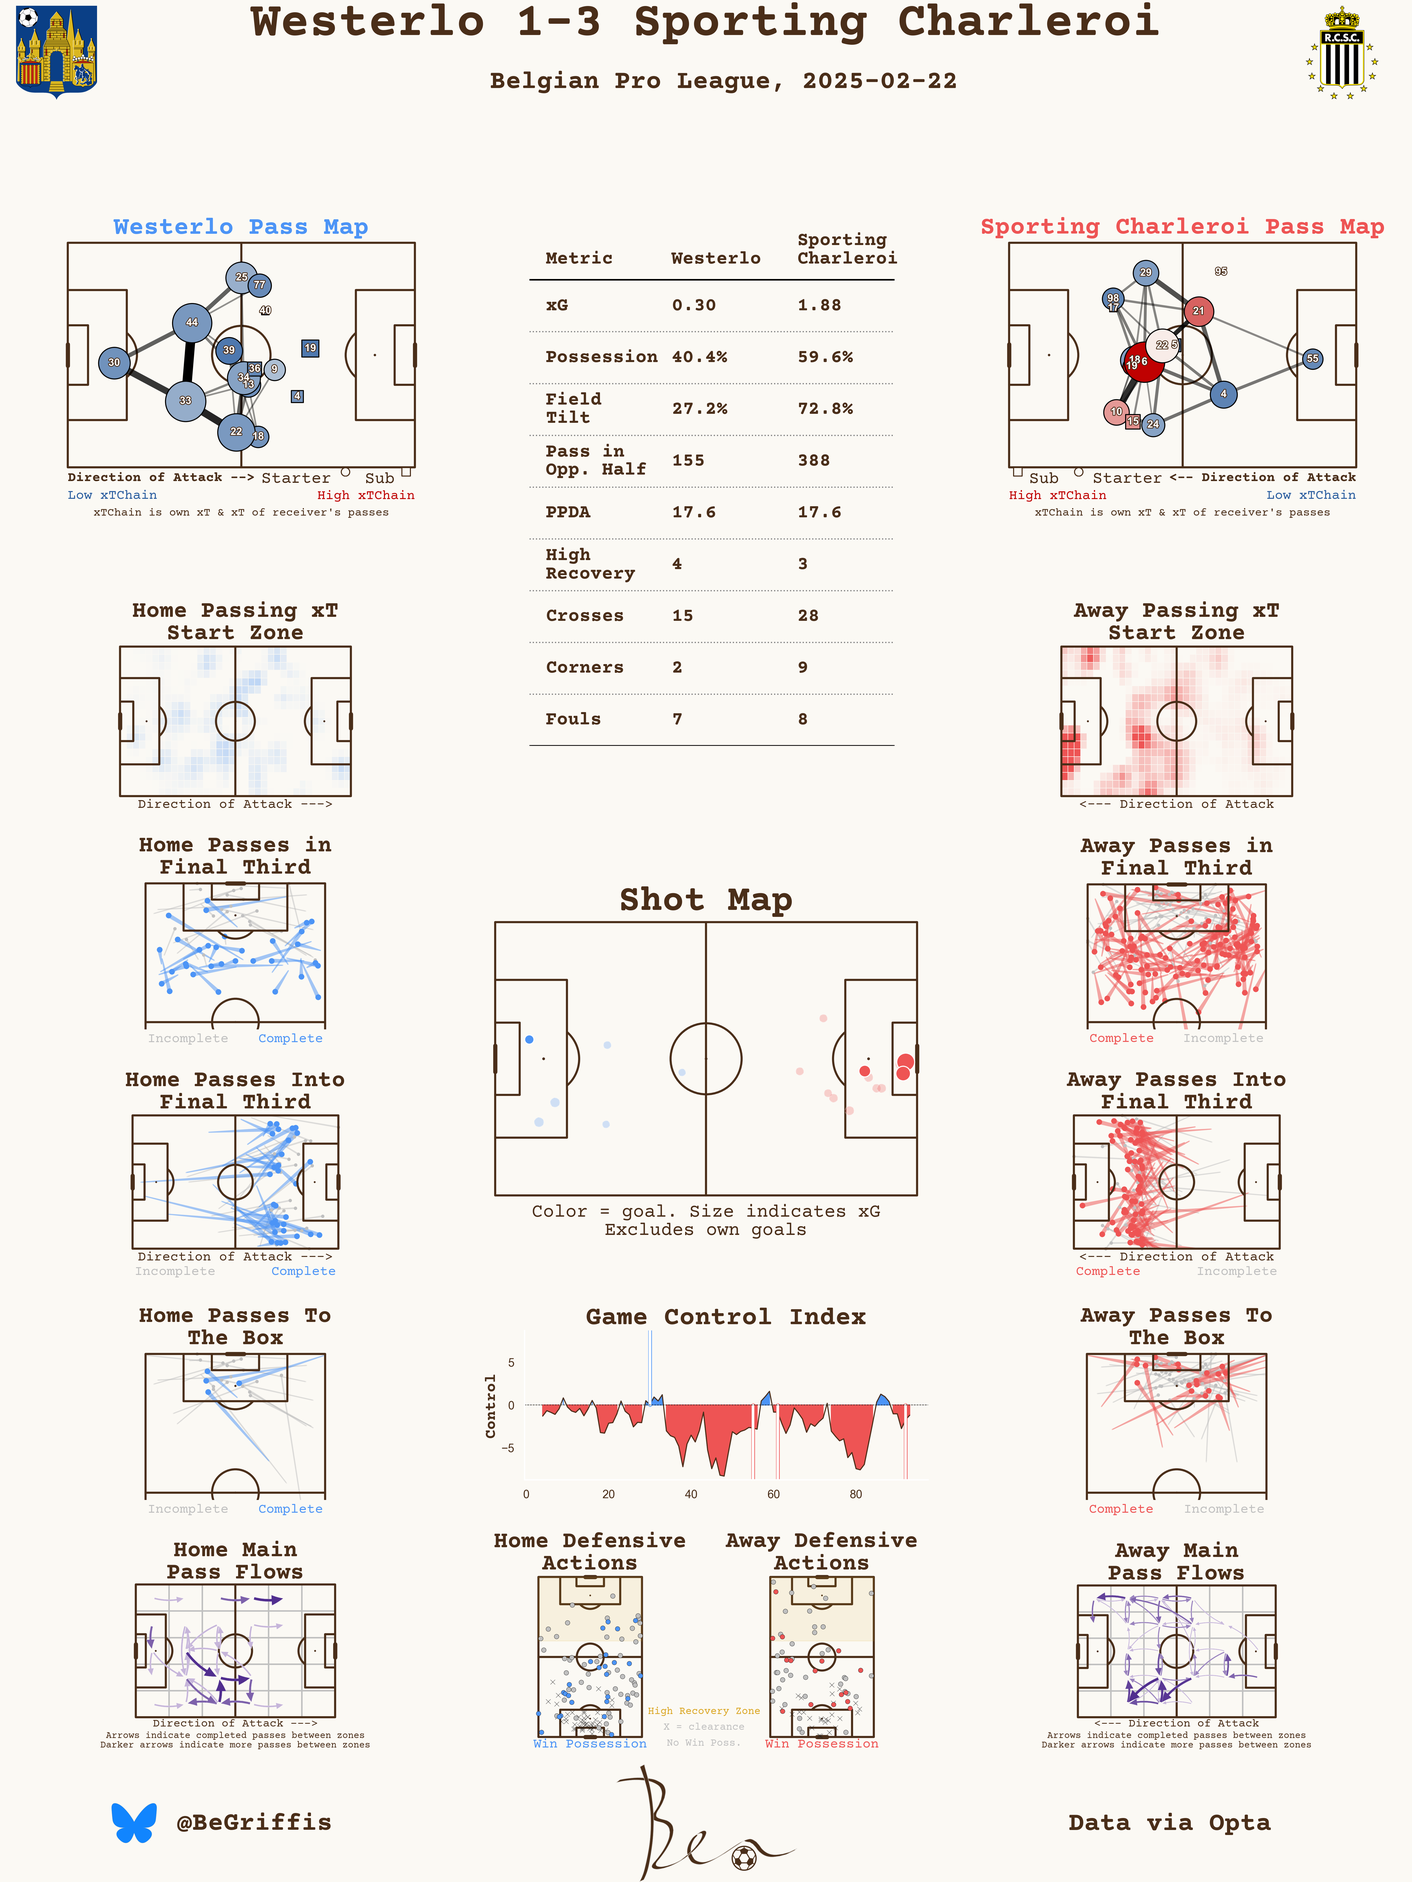 Westerlo 1-3 Sporting Charleroi
Belgian Pro League, 2025-02-22
R.C.S.C.
Westerlo Pass Map
25
77
40
44
39
19
30
36
9
34
13
33
4
22
18
Direction of Attack --> Starter Sub
Low xTChain High xTChain
xTChain is own xT & xT of receiver's passes
Metric Westerlo Sporting Charleroi
xG 0.30 1.88
Possession 40.4% 59.6%
Field Tilt 27.2% 72.8%
Pass in Opp. Half 155 388
PPDA 17.6 17.6
High Recovery 4 3
Crosses 15 28
Corners 2 9
Fouls 7 8
Sporting Charleroi Pass Map
29
95
98
17
21
22
5
18
6
19
55
4
10
15
24
Sub Starter <-- Direction of Attack
High xTChain Low xTChain
xTChain is own xT & xT of receiver's passes
Home Passing xT
Start Zone
Direction of Attack --->
Away Passing xT
Start Zone
<--- Direction of Attack
Home Passes in
Final Third
Incomplete Complete
Away Passes in
Final Third
Complete Incomplete
Shot Map
Color = goal. Size indicates xG
Excludes own goals
Home Passes Into
Final Third
Direction of Attack --->
Incomplete Complete
Away Passes Into
Final Third
<--- Direction of Attack
Complete Incomplete
Home Passes To
The Box
Incomplete Complete
Game Control Index
Control
5
0
−5
0 20 40 60 80
Away Passes To
The Box
Complete Incomplete
Home Main
Pass Flows
Direction of Attack --->
Arrows indicate completed passes between zones
Darker arrows indicate more passes between zones
Home Defensive
Actions
Win Possession
High Recovery Zone
X = clearance
No Win Poss.
Away Defensive
Actions
Win Possession
Away Main
Pass Flows
<--- Direction of Attack
Arrows indicate completed passes between zones
Darker arrows indicate more passes between zones
@BeGriffis
Ben
Data via Opta